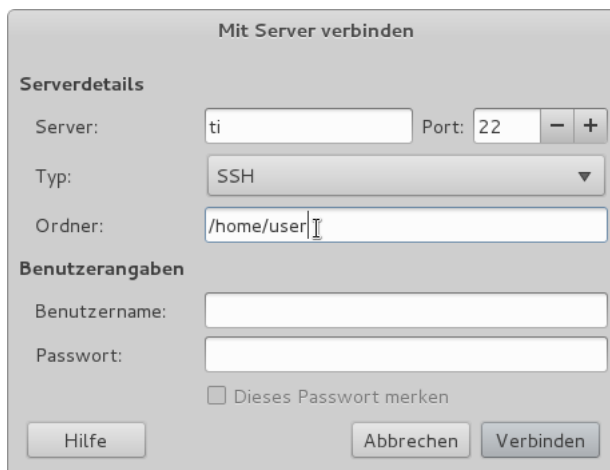 Mit Server verbinden
Serverdetails
Server: ti Port: 22 − +
Typ: SSH
Ordner: /home/user
Benutzerangaben
Benutzername:
Passwort:
Dieses Passwort merken
Hilfe Abbrechen Verbinden